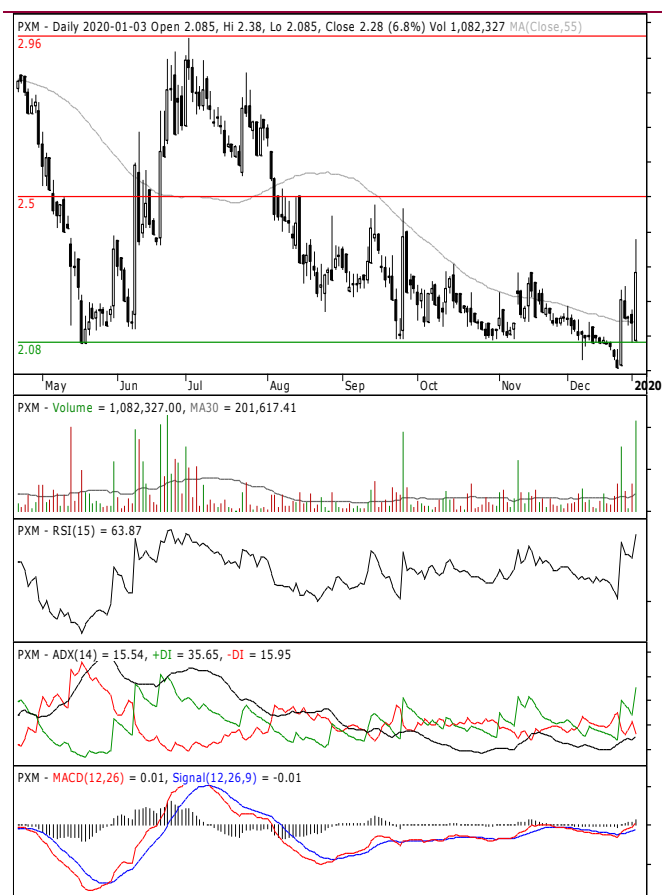 PXM - Daily 2020-01-03 Open 2.085, Hi 2.38, Lo 2.085, Close 2.28 (6.8%) Vol 1,082,327 MA(Close,55)
2.96
2.5
2.08
May Jun Jul Aug Sep Oct Nov Dec 2020
PXM - Volume = 1,082,327.00, MA30 = 201,617.41
PXM - RSI(15) = 63.87
PXM - ADX(14) = 15.54, +DI = 35.65, -DI = 15.95
PXM - MACD(12,26) = 0.01, Signal(12,26,9) = -0.01